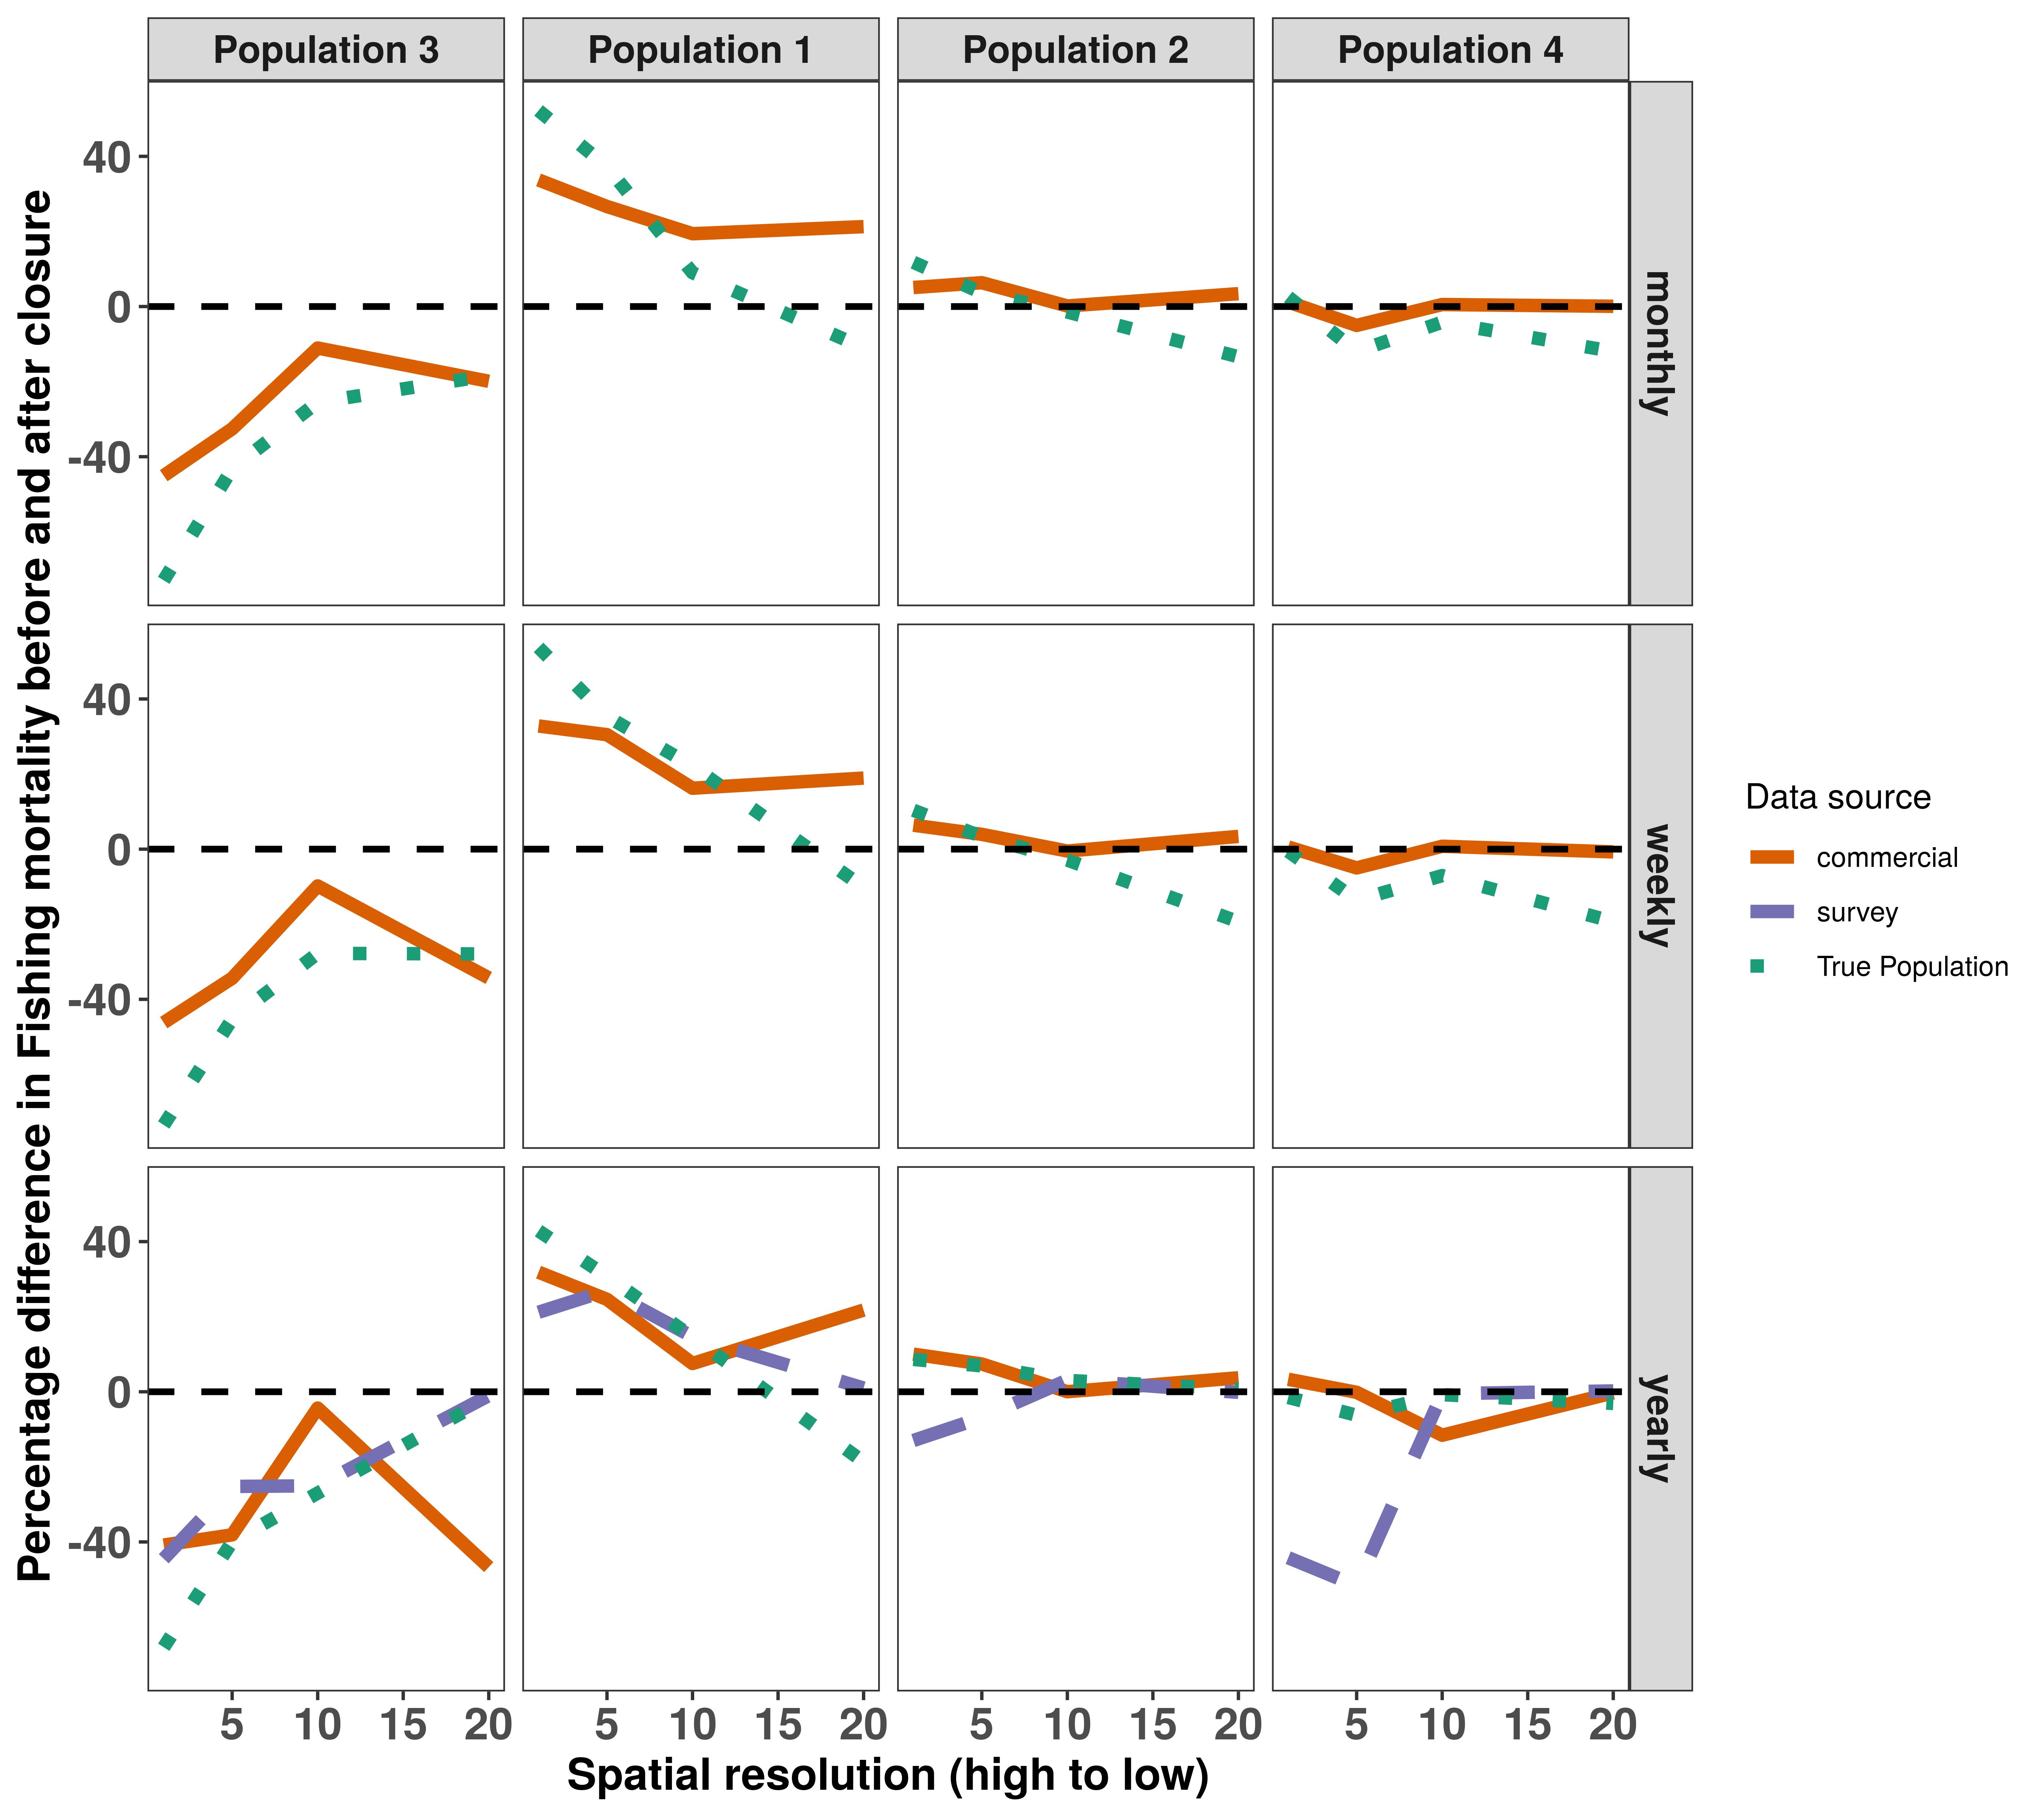 Population 3
Population 1
Population 2
Population 4
Percentage difference in Fishing mortality before and after closure
40
0
-40
monthly
40
0
-40
weekly
40
0
-40
yearly
5 10 15 20
5 10 15 20
5 10 15 20
5 10 15 20
Spatial resolution (high to low)
Data source
commercial
survey
True Population